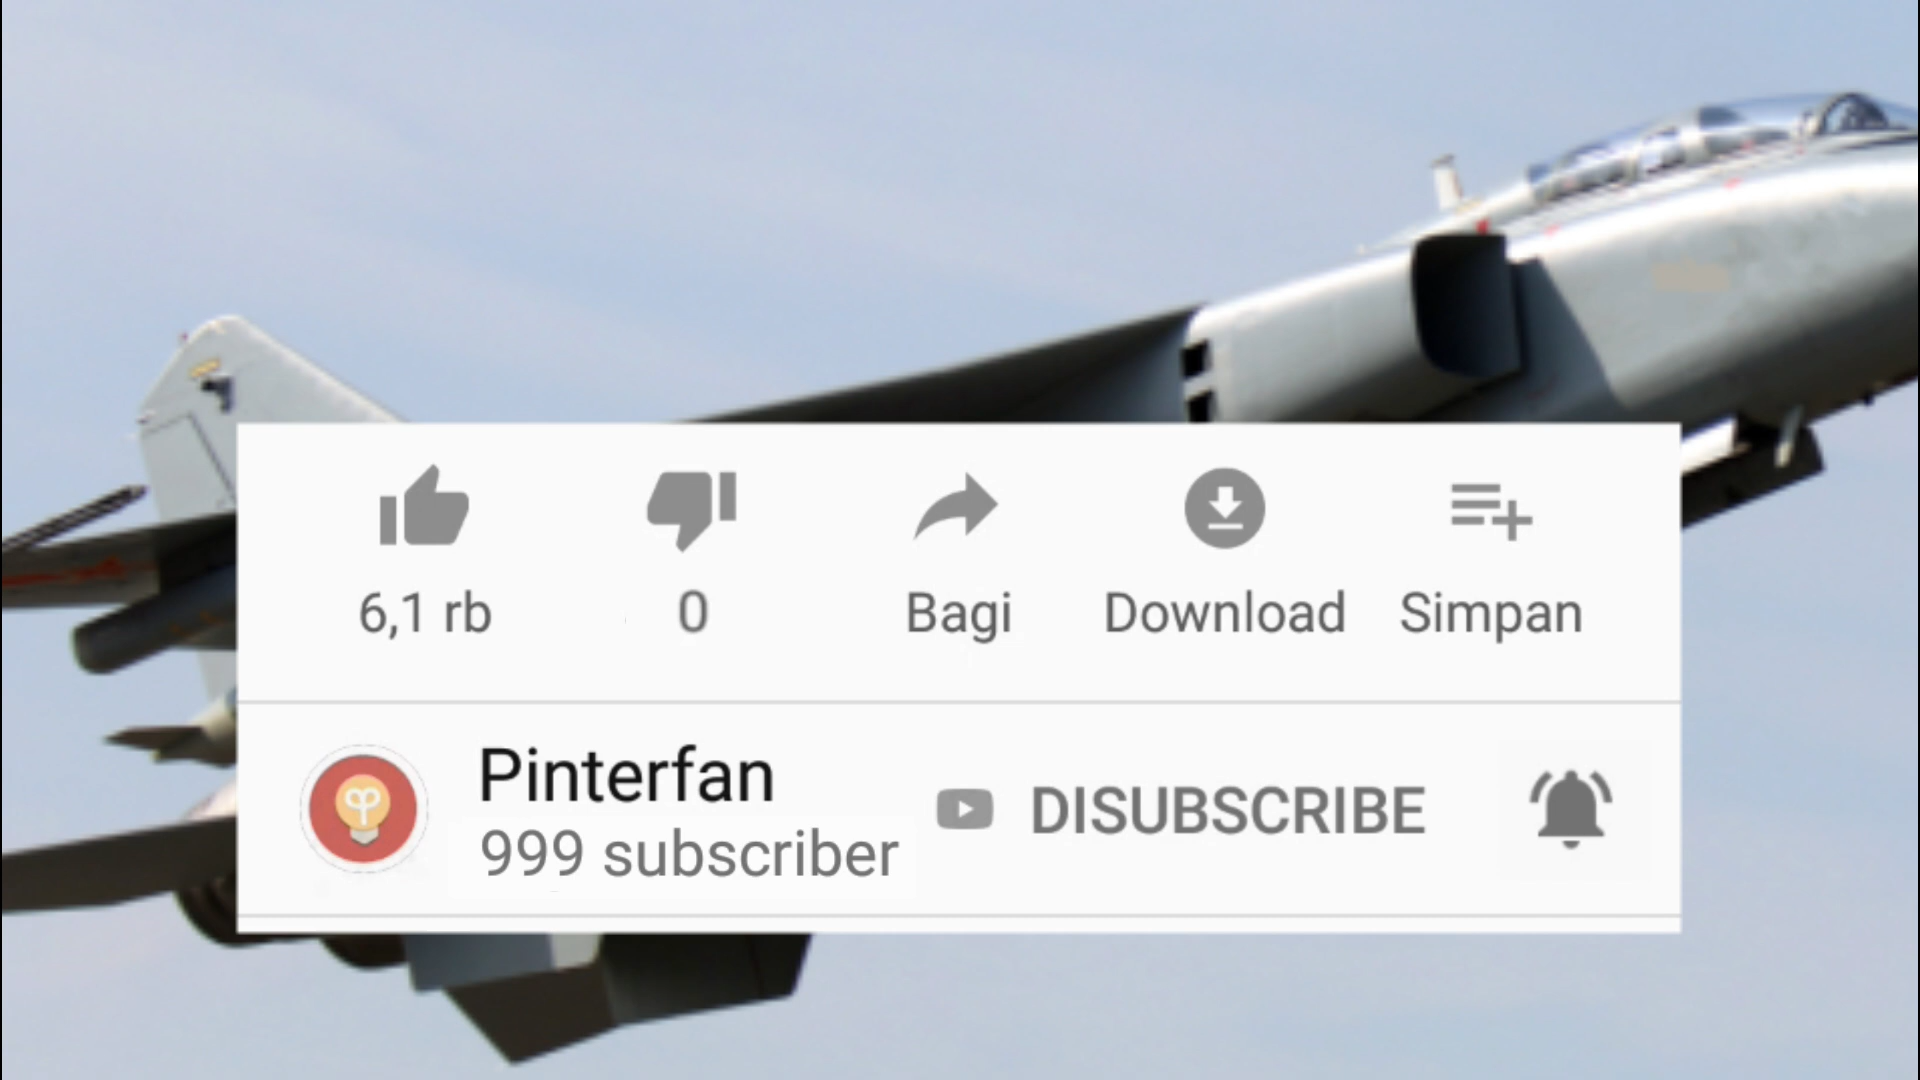 6,1 rb
0
Bagi
Download
Simpan
Pinterfan
999 subscriber
DISUBSCRIBE